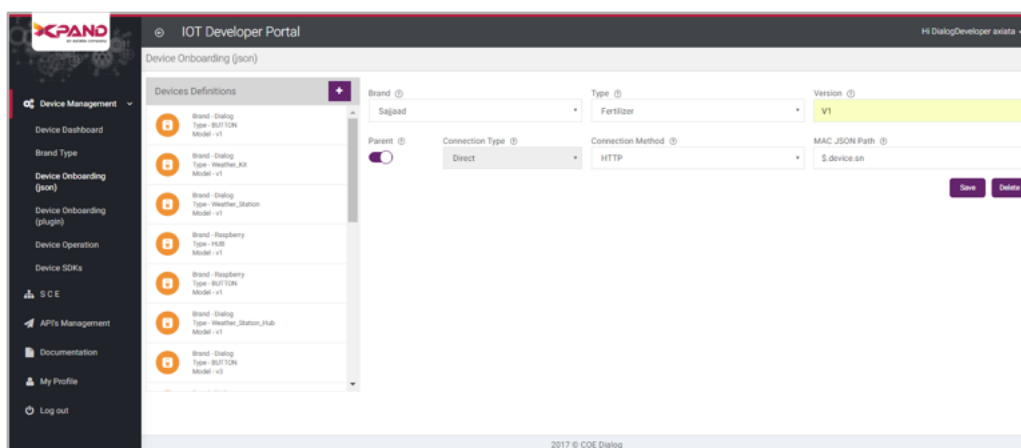 XPAND
an axiata company
IOT Developer Portal
Hi DialogDeveloper axiata
Device Onboarding (json)
Device Management
Device Dashboard
Brand Type
Device Onboarding
(json)
Device Onboarding
(plugin)
Device Operation
Device SDKs
S C E
API's Management
Documentation
My Profile
Log out
Devices Definitions
+
Brand - Dialog
Type - BUTTON
Model - v1
Brand - Dialog
Type - Weather_Kit
Model - v1
Brand - Dialog
Type - Weather_Station
Model - v1
Brand - Raspberry
Type - HUB
Model - v1
Brand - Raspberry
Type - BUTTON
Model - v1
Brand - Dialog
Type - Weather_Station_Hub
Model - v1
Brand - Dialog
Type - BUTTON
Model - v3
Brand
Type
Version
Sajjaad
Fertilizer
V1
Parent
Connection Type
Connection Method
MAC JSON Path
Direct
HTTP
$.device.sn
Save
Delete
2017 © COE Dialog